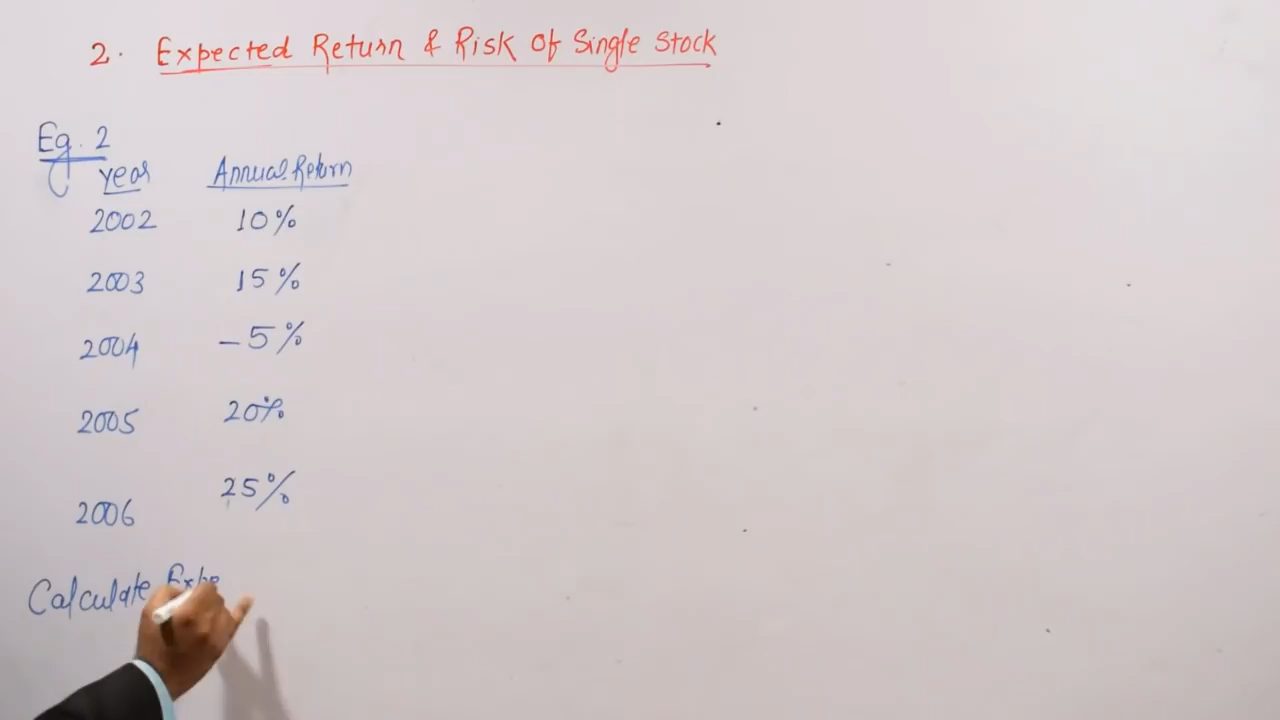 2. Expected Return & Risk Of Single Stock
Eg. 2
Year Annual Return
2002 10%
2003 15%
2004 -5%
2005 20%
2006 25%
Calculate Expe